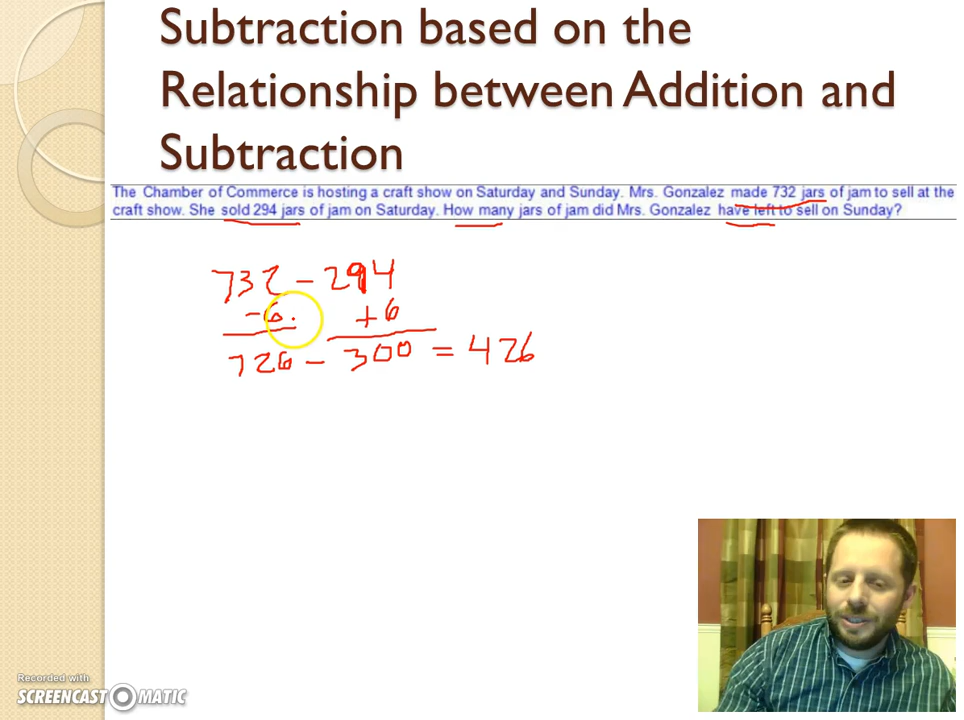 Subtraction based on the
Relationship between Addition and
Subtraction
The Chamber of Commerce is hosting a craft show on Saturday and Sunday. Mrs. Gonzalez made 732 jars of jam to sell at the
craft show. She sold 294 jars of jam on Saturday. How many jars of jam did Mrs. Gonzalez have left to sell on Sunday?
732 - 294
-6. +6
726 - 300 = 426
Recorded with
SCREENCAST MATIC